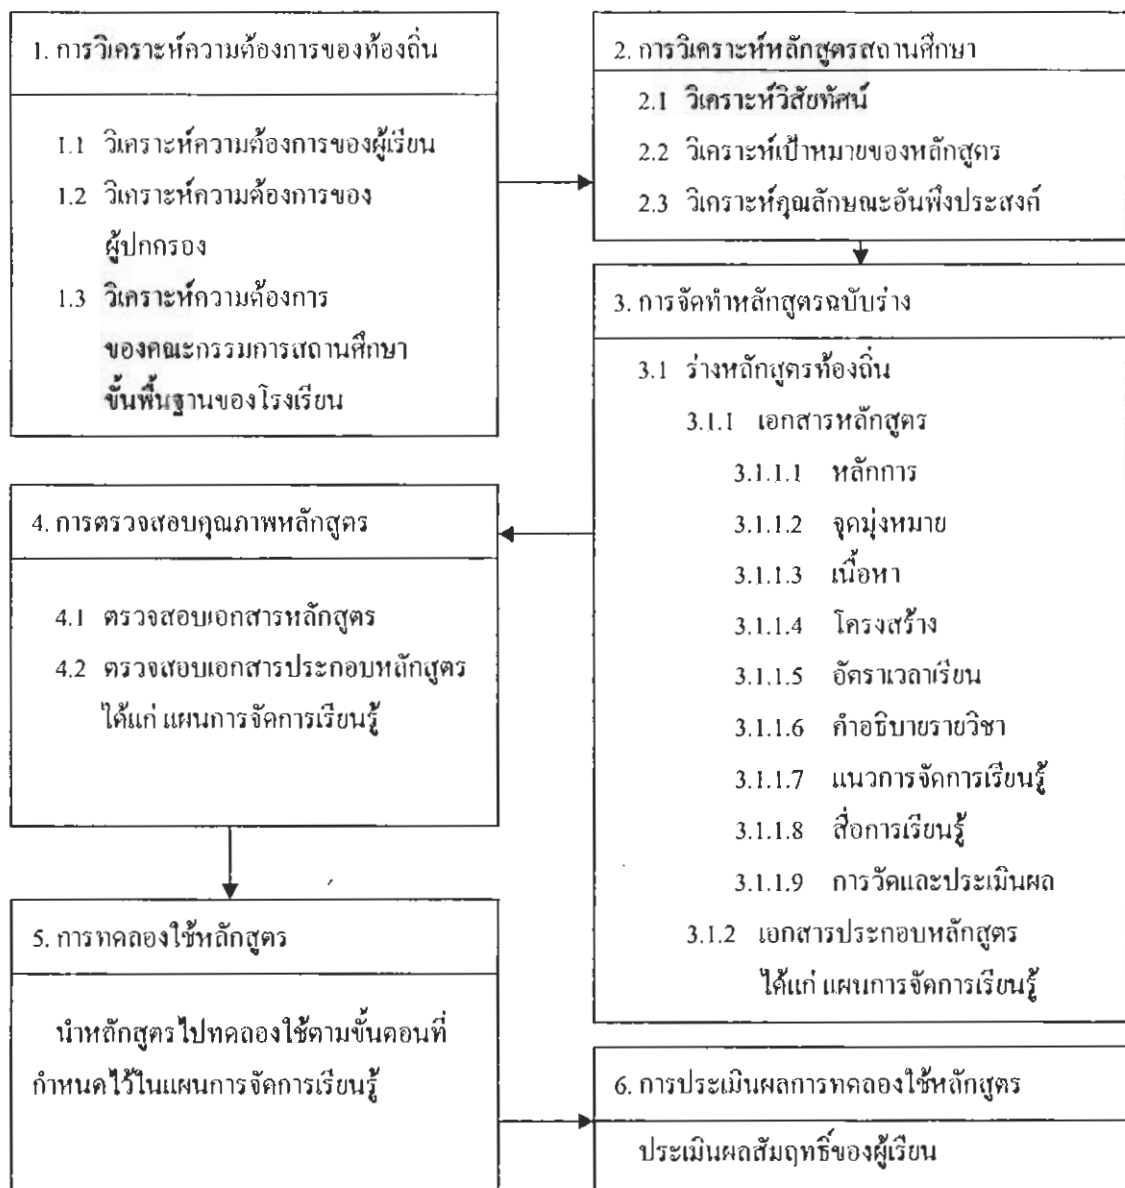 1. การวิเคราะห์ความต้องการของท้องถิ่น
1.1 วิเคราะห์ความต้องการของผู้เรียน
1.2 วิเคราะห์ความต้องการของ
ผู้ปกครอง
1.3 วิเคราะห์ความต้องการ
ของคณะกรรมการสถานศึกษา
ขั้นพื้นฐานของโรงเรียน
2. การวิเคราะห์หลักสูตรสถานศึกษา
2.1 วิเคราะห์วิสัยทัศน์
2.2 วิเคราะห์เป้าหมายของหลักสูตร
2.3 วิเคราะห์คุณลักษณะอันพึงประสงค์
3. การจัดทำหลักสูตรฉบับร่าง
3.1 ร่างหลักสูตรท้องถิ่น
3.1.1 เอกสารหลักสูตร
3.1.1.1 หลักการ
3.1.1.2 จุดมุ่งหมาย
3.1.1.3 เนื้อหา
3.1.1.4 โครงสร้าง
3.1.1.5 อัตราเวลาเรียน
3.1.1.6 คำอธิบายรายวิชา
3.1.1.7 แนวการจัดการเรียนรู้
3.1.1.8 สื่อการเรียนรู้
3.1.1.9 การวัดและประเมินผล
3.1.2 เอกสารประกอบหลักสูตร
ได้แก่ แผนการจัดการเรียนรู้
4. การตรวจสอบคุณภาพหลักสูตร
4.1 ตรวจสอบเอกสารหลักสูตร
4.2 ตรวจสอบเอกสารประกอบหลักสูตร
ได้แก่ แผนการจัดการเรียนรู้
5. การทดลองใช้หลักสูตร
นำหลักสูตรไปทดลองใช้ตามขั้นตอนที่
กำหนดไว้ในแผนการจัดการเรียนรู้
6. การประเมินผลการทดลองใช้หลักสูตร
ประเมินผลสัมฤทธิ์ของผู้เรียน